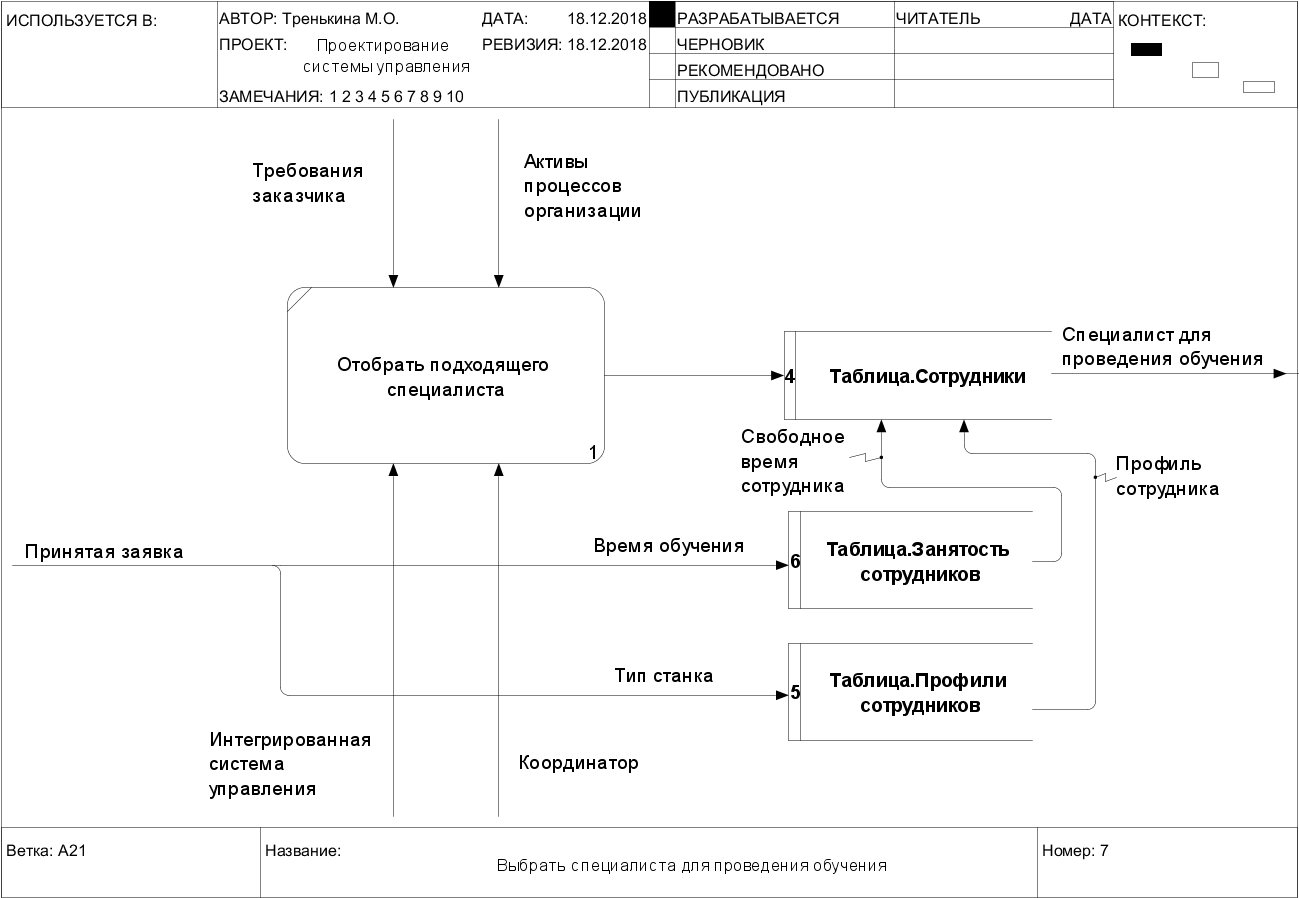 ИСПОЛЬЗУЕТСЯ В:
АВТОР: Тренькина М.О.
ДАТА: 18.12.2018
ПРОЕКТ: Проектирование
системы управления
РЕВИЗИЯ: 18.12.2018
ЗАМЕЧАНИЯ: 1 2 3 4 5 6 7 8 9 10
РАЗРАБАТЫВАЕТСЯ
ЧЕРНОВИК
РЕКОМЕНДОВАНО
ПУБЛИКАЦИЯ
ЧИТАТЕЛЬ
ДАТА
КОНТЕКСТ:
Требования
заказчика
Активы
процессов
организации
Отобрать подходящего
специалиста
1
4
Таблица.Сотрудники
Специалист для
проведения обучения
Свободное
время
сотрудника
Профиль
сотрудника
Принятая заявка
Время обучения
6
Таблица.Занятость
сотрудников
Тип станка
5
Таблица.Профили
сотрудников
Интегрированная
система
управления
Координатор
Ветка: A21
Название:
Выбрать специалиста для проведения обучения
Номер: 7